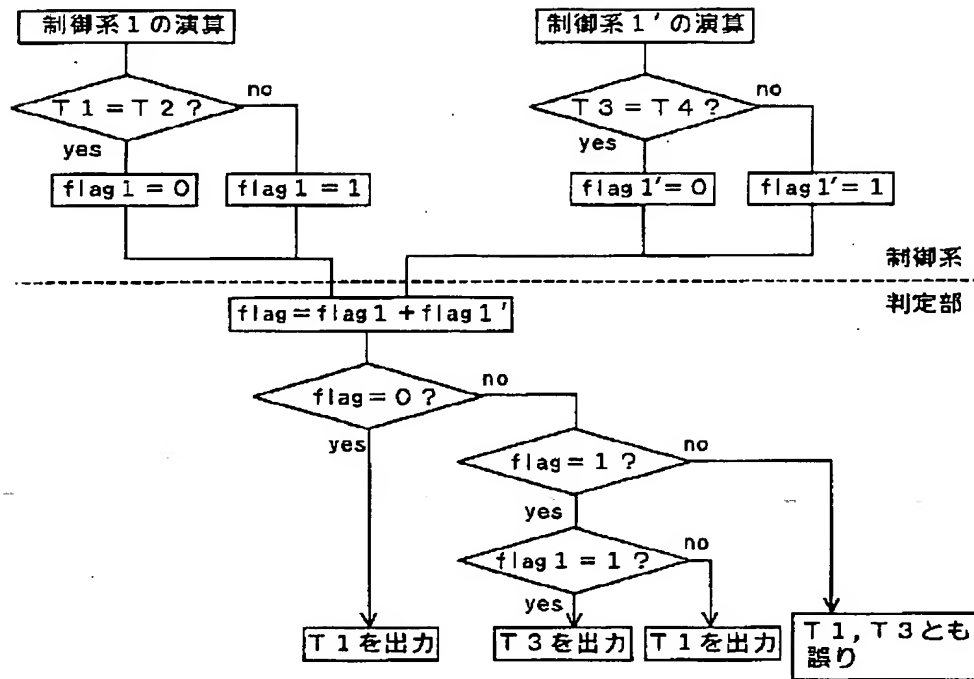 制御系1の演算
制御系1'の演算
T1=T2?
no
yes
T3=T4?
no
yes
flag1=0
flag1=1
flag1'=0
flag1'=1
制御系
判定部
flag=flag1+flag1'
flag=0?
no
yes
flag=1?
no
yes
flag1=1?
no
yes
T1を出力
T3を出力
T1を出力
T1,T3とも
誤り